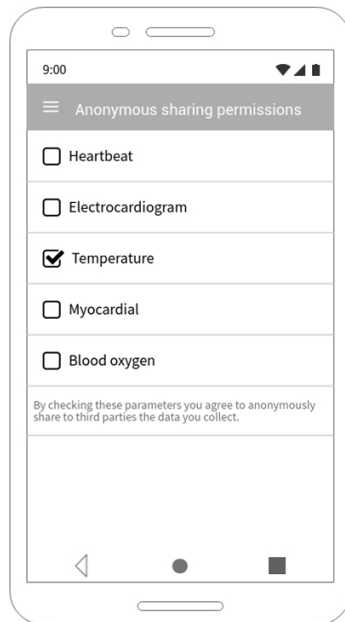 9:00
Anonymous sharing permissions
Heartbeat
Electrocardiogram
Temperature
Myocardial
Blood oxygen
By checking these parameters you agree to anonymously
share to third parties the data you collect.